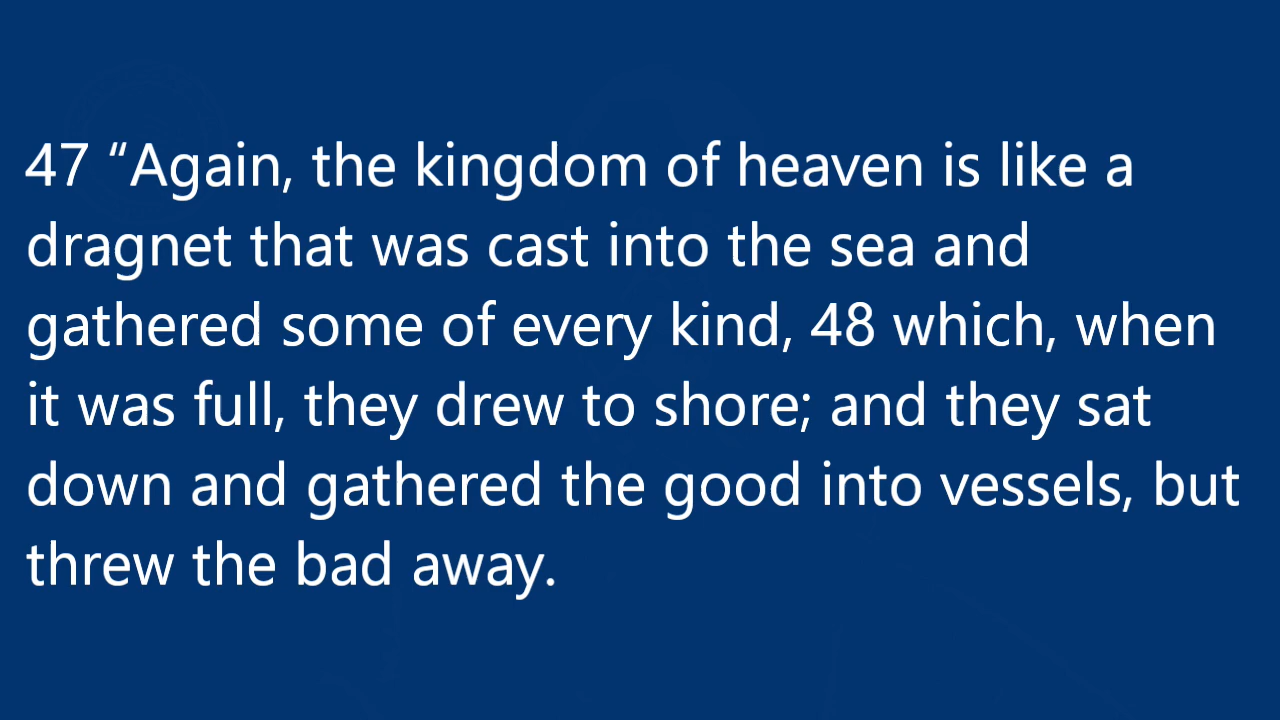 47 “Again, the kingdom of heaven is like a
dragnet that was cast into the sea and
gathered some of every kind, 48 which, when
it was full, they drew to shore; and they sat
down and gathered the good into vessels, but
threw the bad away.